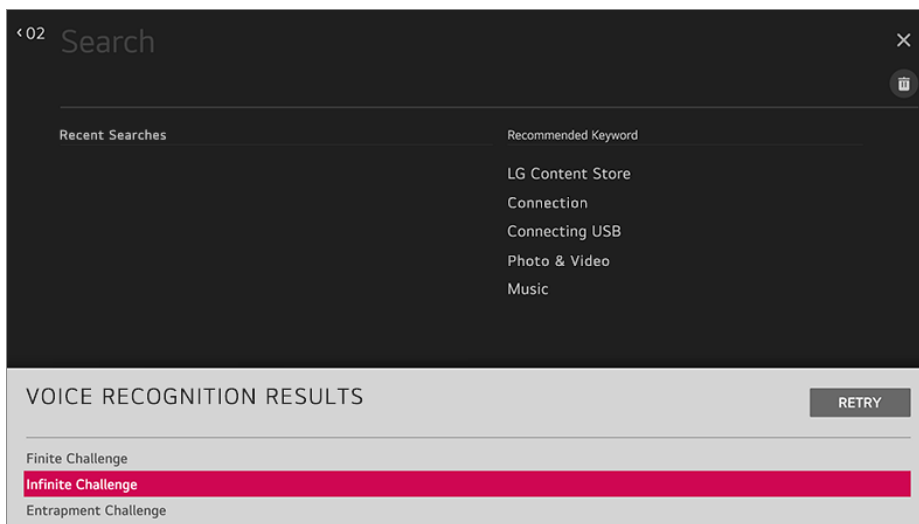 ‹02
Search
Recent Searches
Recommended Keyword
LG Content Store
Connection
Connecting USB
Photo & Video
Music
VOICE RECOGNITION RESULTS
RETRY
Finite Challenge
Infinite Challenge
Entrapment Challenge